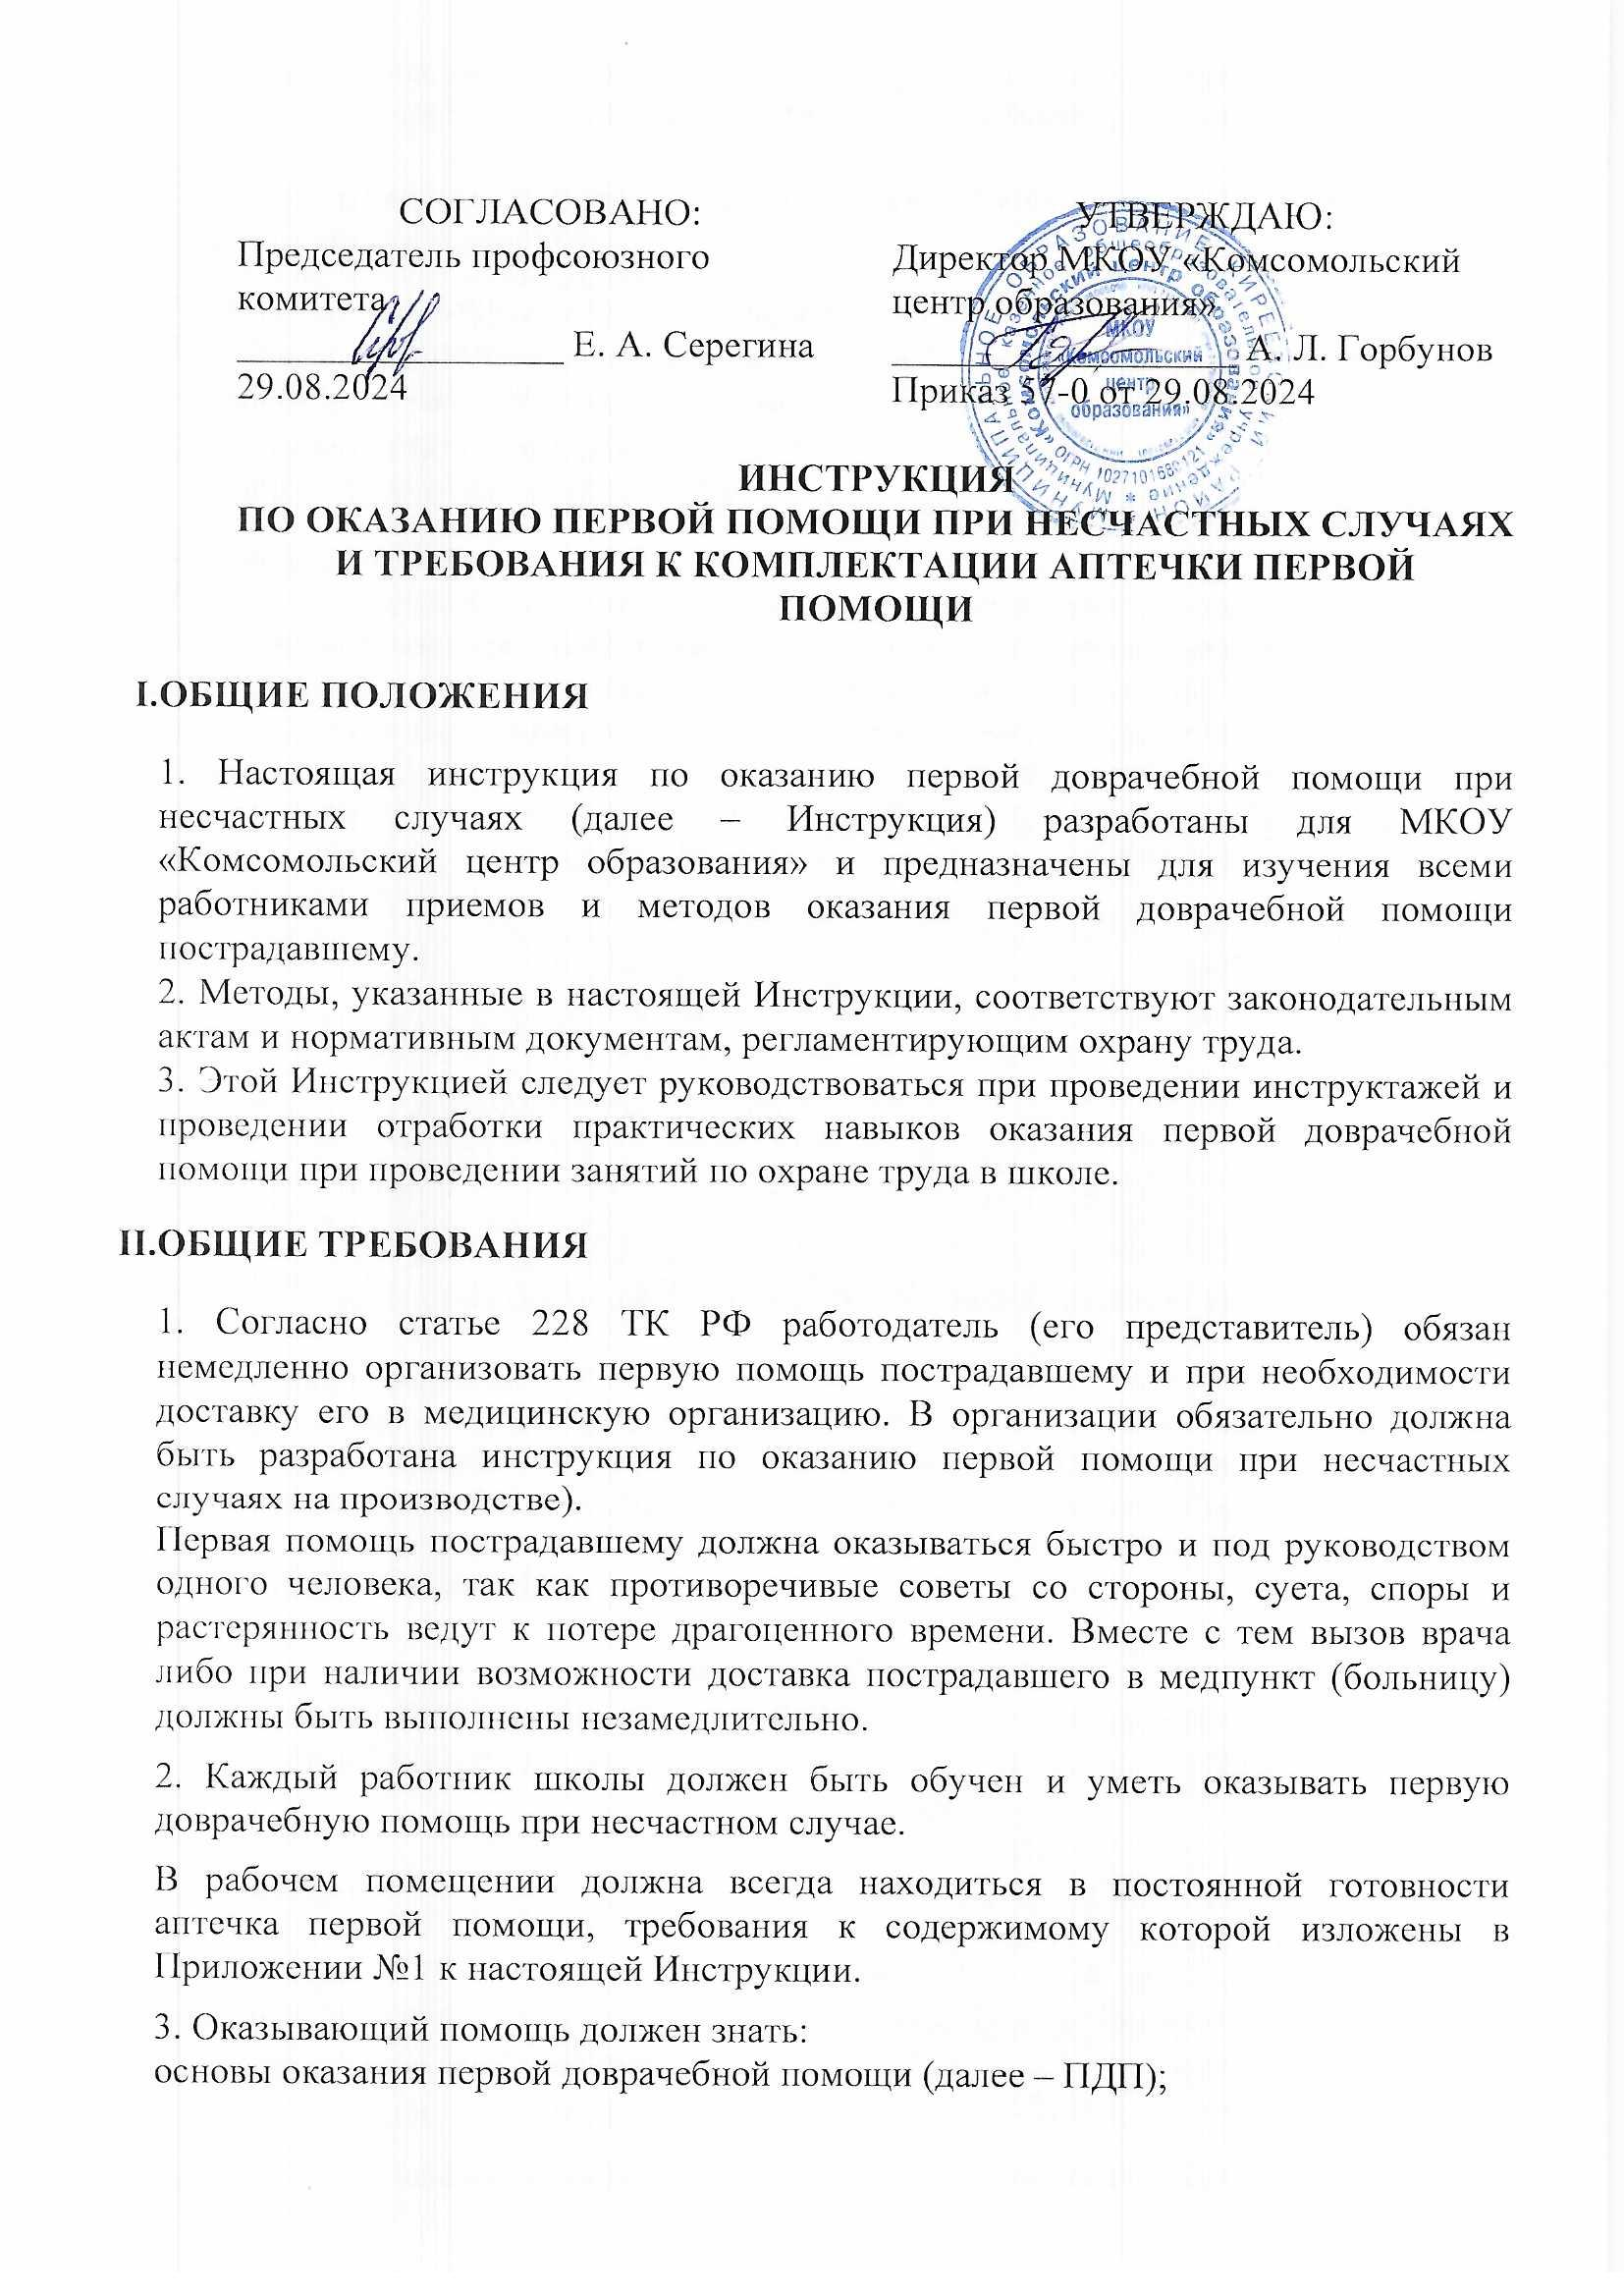 СОГЛАСОВАНО:
Председатель профсоюзного
комитета
Е. А. Серегина
29.08.2024
УТВЕРЖДАЮ:
Директор МКОУ «Комсомольский
центр образования»
А. Л. Горбунов
Приказ 57-0 от 29.08.2024
МКОУ
«Комсомольский
центр
образования»
ИНСТРУКЦИЯ
ПО ОКАЗАНИЮ ПЕРВОЙ ПОМОЩИ ПРИ НЕСЧАСТНЫХ СЛУЧАЯХ
И ТРЕБОВАНИЯ К КОМПЛЕКТАЦИИ АПТЕЧКИ ПЕРВОЙ
ПОМОЩИ
I.ОБЩИЕ ПОЛОЖЕНИЯ
1. Настоящая инструкция по оказанию первой доврачебной помощи при
несчастных случаях (далее – Инструкция) разработаны для МКОУ
«Комсомольский центр образования» и предназначены для изучения всеми
работниками приемов и методов оказания первой доврачебной помощи
пострадавшему.
2. Методы, указанные в настоящей Инструкции, соответствуют законодательным
актам и нормативным документам, регламентирующим охрану труда.
3. Этой Инструкцией следует руководствоваться при проведении инструктажей и
проведении отработки практических навыков оказания первой доврачебной
помощи при проведении занятий по охране труда в школе.
II.ОБЩИЕ ТРЕБОВАНИЯ
1. Согласно статье 228 ТК РФ работодатель (его представитель) обязан
немедленно организовать первую помощь пострадавшему и при необходимости
доставку его в медицинскую организацию. В организации обязательно должна
быть разработана инструкция по оказанию первой помощи при несчастных
случаях на производстве).
Первая помощь пострадавшему должна оказываться быстро и под руководством
одного человека, так как противоречивые советы со стороны, суета, споры и
растерянность ведут к потере драгоценного времени. Вместе с тем вызов врача
либо при наличии возможности доставка пострадавшего в медпункт (больницу)
должны быть выполнены незамедлительно.
2. Каждый работник школы должен быть обучен и уметь оказывать первую
доврачебную помощь при несчастном случае.
В рабочем помещении должна всегда находиться в постоянной готовности
аптечка первой помощи, требования к содержимому которой изложены в
Приложении №1 к настоящей Инструкции.
3. Оказывающий помощь должен знать:
основы оказания первой доврачебной помощи (далее – ПДП);